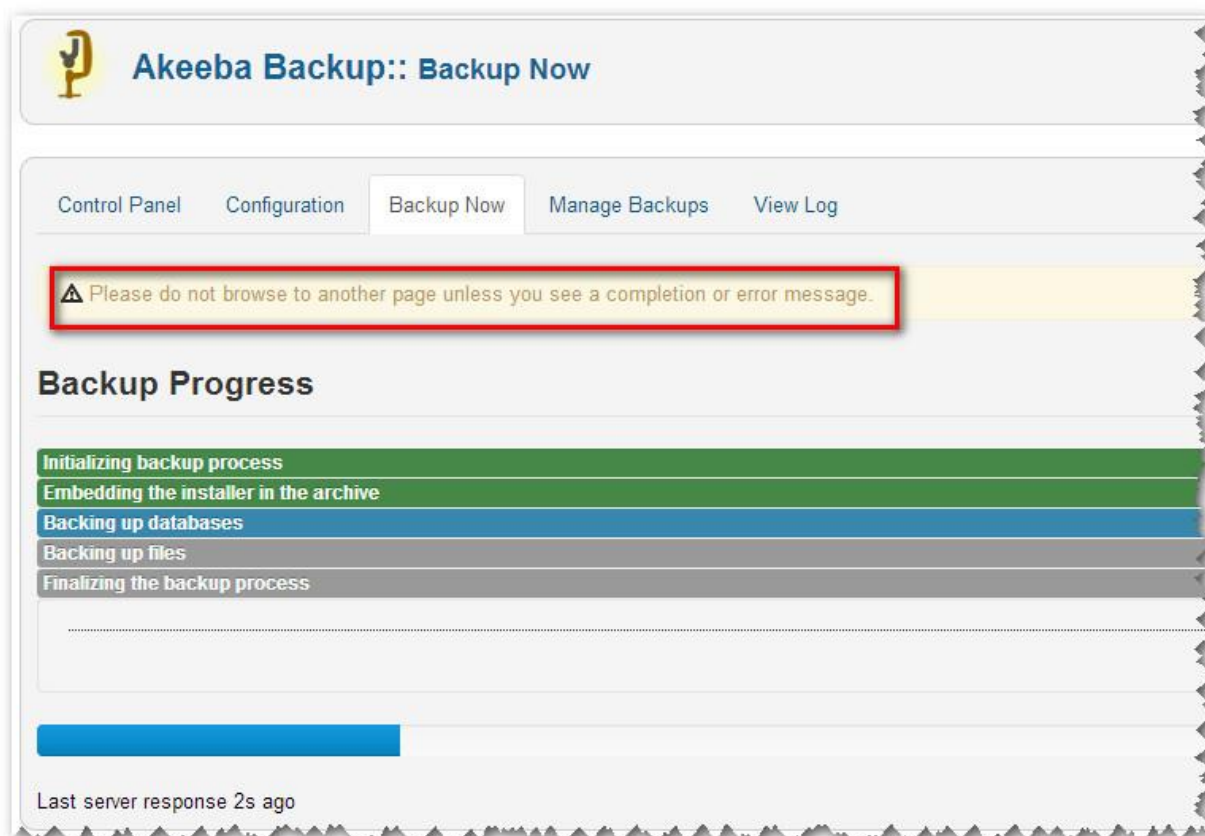 Akeeba Backup:: Backup Now
Control Panel Configuration Backup Now Manage Backups View Log
Please do not browse to another page unless you see a completion or error message.
Backup Progress
Initializing backup process
Embedding the installer in the archive
Backing up databases
Backing up files
Finalizing the backup process
Last server response 2s ago